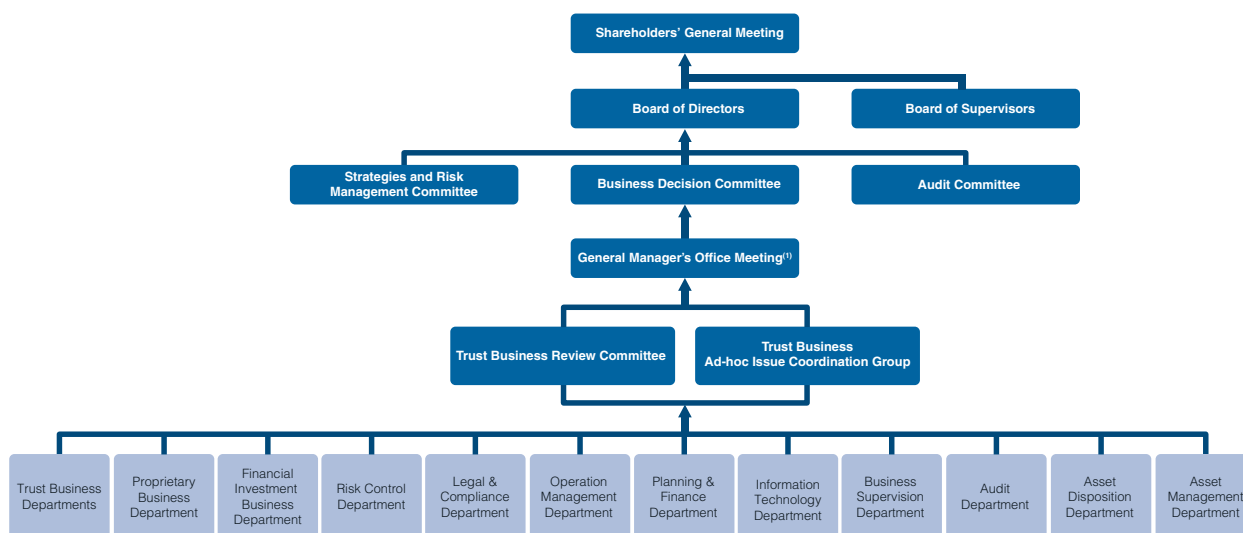 Shareholders’ General Meeting
Board of Directors
Board of Supervisors
Strategies and Risk
Management Committee
Business Decision Committee
Audit Committee
General Manager’s Office Meeting(1)
Trust Business Review Committee
Trust Business
Ad-hoc Issue Coordination Group
Trust Business
Departments
Proprietary
Business
Department
Financial
Investment
Business
Department
Risk Control
Department
Legal &
Compliance
Department
Operation
Management
Department
Planning &
Finance
Department
Information
Technology
Department
Business
Supervision
Department
Audit
Department
Asset
Disposition
Department
Asset
Management
Department